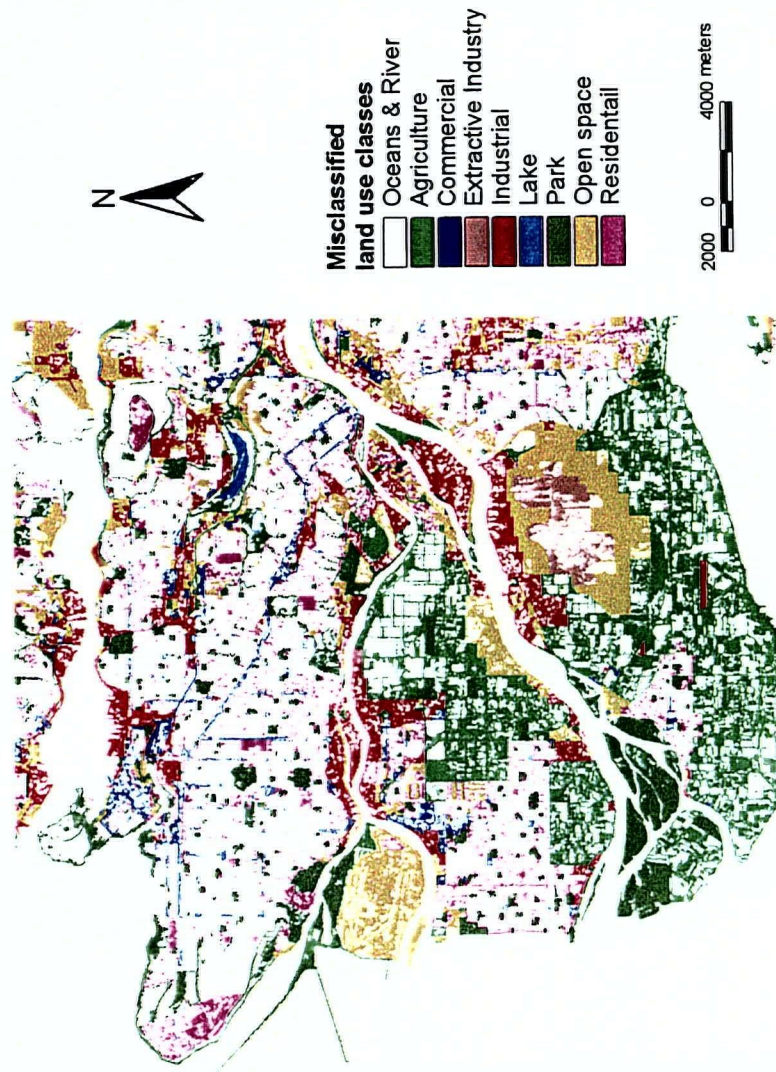 N
Misclassified
land use classes
Oceans & River
Agriculture
Commercial
Extractive Industry
Industrial
Lake
Park
Open space
Residentail
2000 0 4000 meters